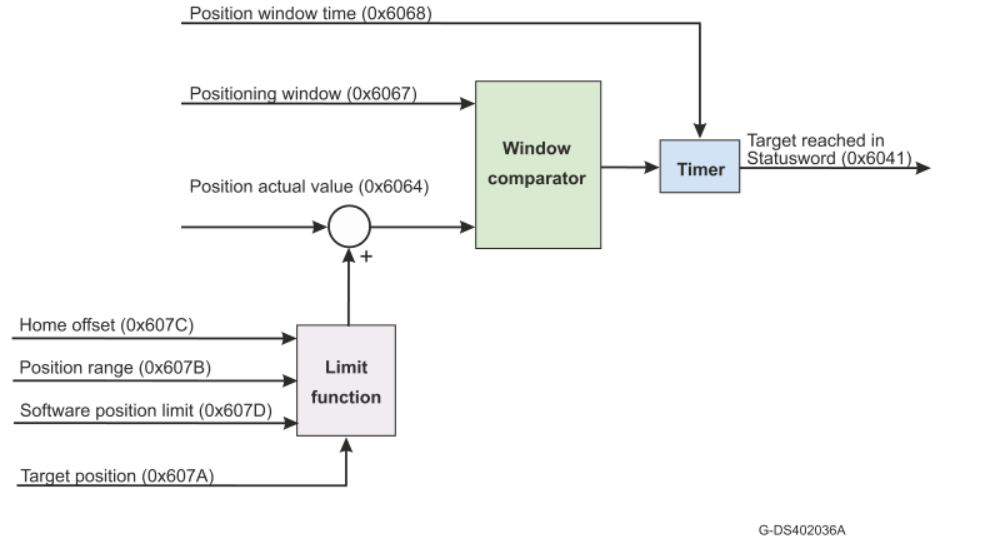 Position window time (0x6068)
Positioning window (0x6067)
Window
comparator
Target reached in
Statusword (0x6041)
Timer
Position actual value (0x6064)
+
Home offset (0x607C)
Position range (0x607B)
Software position limit (0x607D)
Limit
function
Target position (0x607A)
G-DS402036A